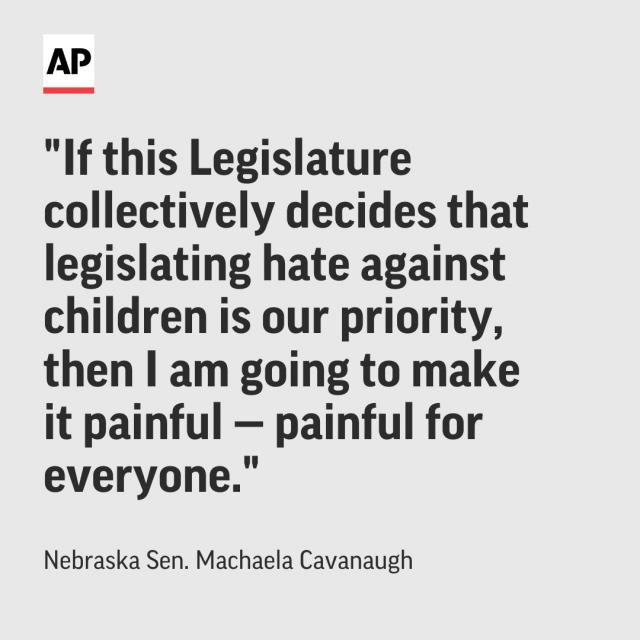 AP
"If this Legislature
collectively decides that
legislating hate against
children is our priority,
then I am going to make
it painful — painful for
everyone."
Nebraska Sen. Machaela Cavanaugh